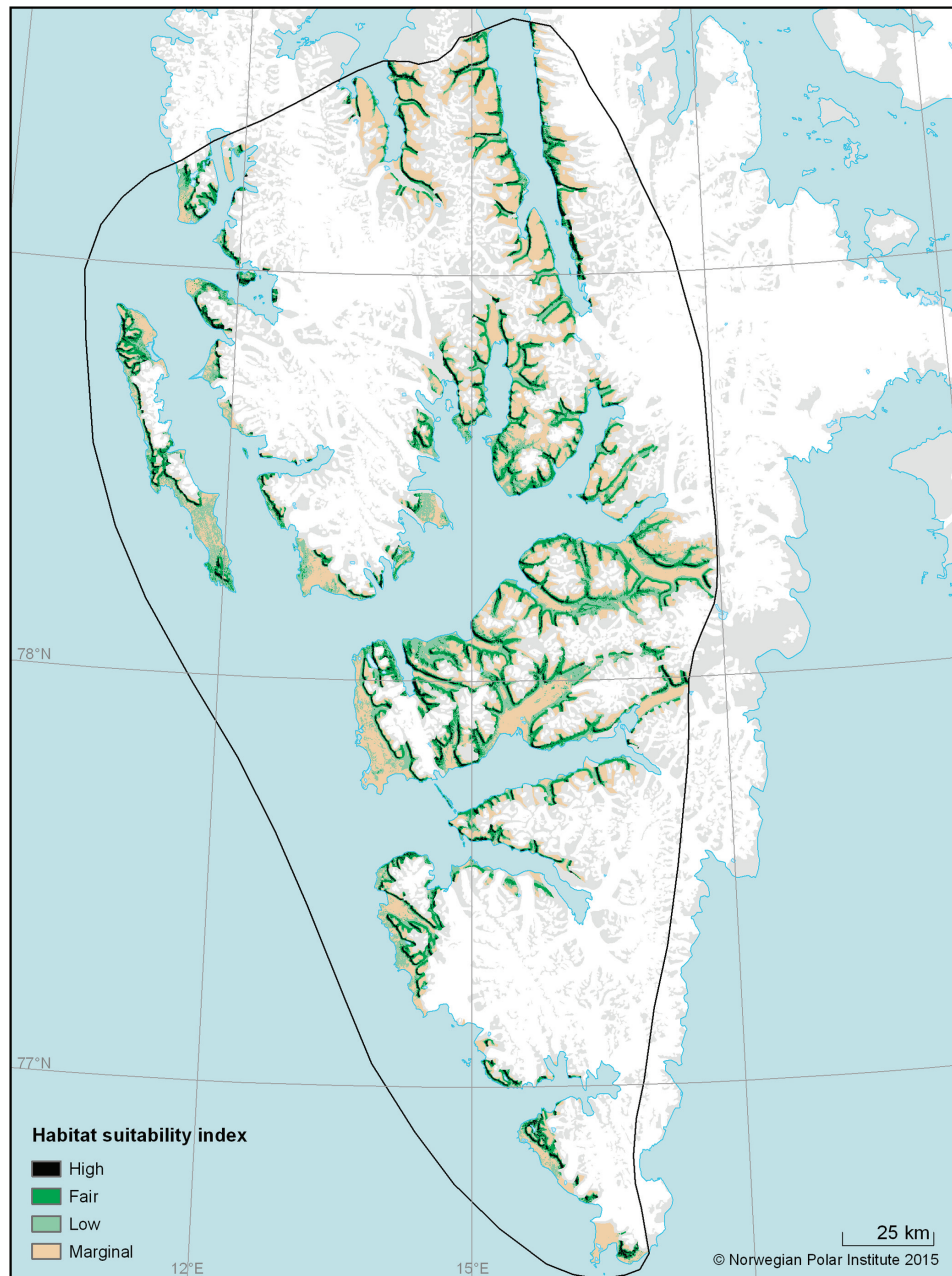 78°N
77°N
Habitat suitability index
High
Fair
Low
Marginal
12°E
15°E
25 km
© Norwegian Polar Institute 2015